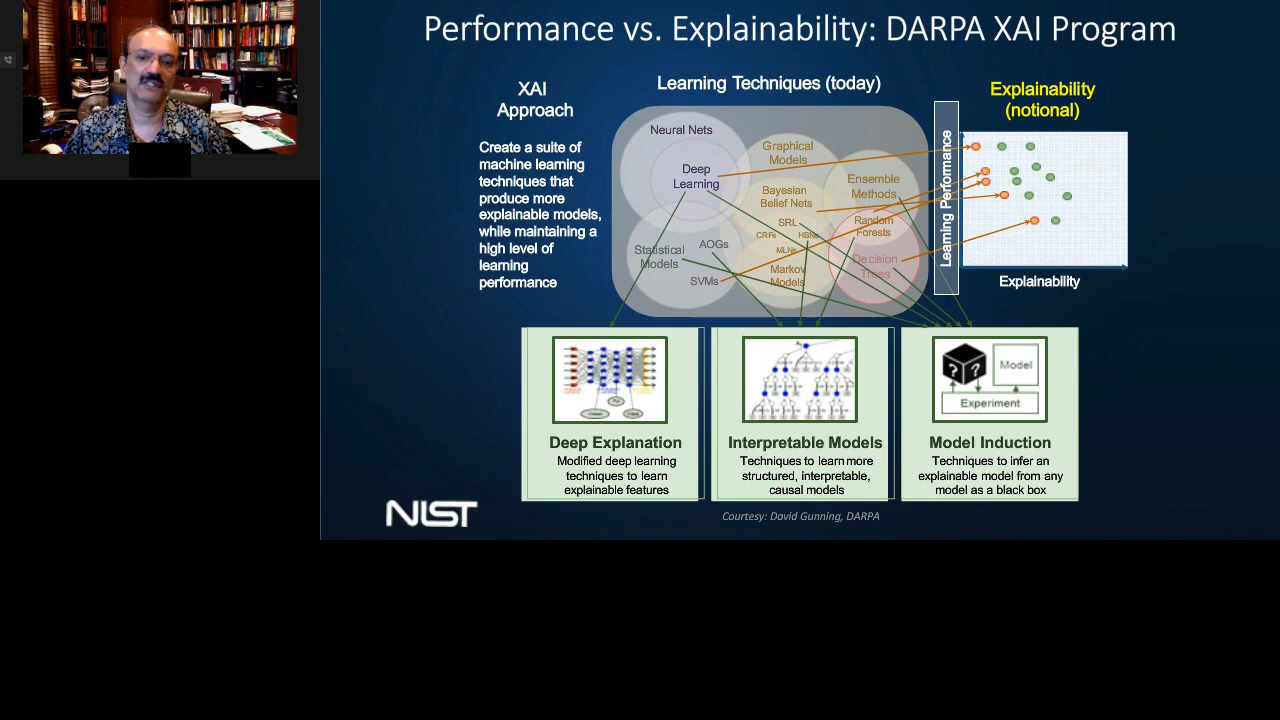 Performance vs. Explainability: DARPA XAI Program
XAI
Approach
Create a suite of
machine learning
techniques that
produce more
explainable models,
while maintaining a
high level of
learning
performance
Learning Techniques (today)
Neural Nets
Deep
Learning
Graphical
Models
Bayesian
Belief Nets
Ensemble
Methods
SRL
CRFs
HBNs
MLNs
Random
Forests
AOGs
Statistical
Models
SVMs
Markov
Models
Decision
Trees
Explainability
(notional)
Learning Performance
Explainability
Deep Explanation
Modified deep learning
techniques to learn
explainable features
Interpretable Models
Techniques to learn more
structured, interpretable,
causal models
? ?
Model
Experiment
Model Induction
Techniques to infer an
explainable model from any
model as a black box
NIST
Courtesy: David Gunning, DARPA